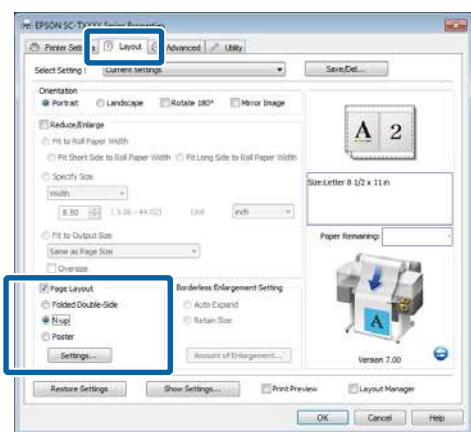 EPSON SC-TXXXX Series Properties
Printer Settings Layout Advanced Utility
Select Setting : Current Settings Save/Del...
Orientation
Portrait Landscape Rotate 180° Mirror Image
Reduce/Enlarge
Fit to Roll Paper Width
Fit Short Side to Roll Paper Width Fit Long Side to Roll Paper Width
Specify Size
Width
8.50 (3.06 - 44.02) Unit inch
Fit to Output Size
Same as Page Size
Oversize
A 2
Size:Letter 8 1/2 x 11 in
Paper Remaining:
Page Layout
Folded Double-Side
N-up
Poster
Settings...
Borderless Enlargement Setting
Auto Expand
Retain Size
Amount of Enlargement...
A
Version 7.00
Restore Settings Show Settings... Print Preview Layout Manager
OK Cancel Help